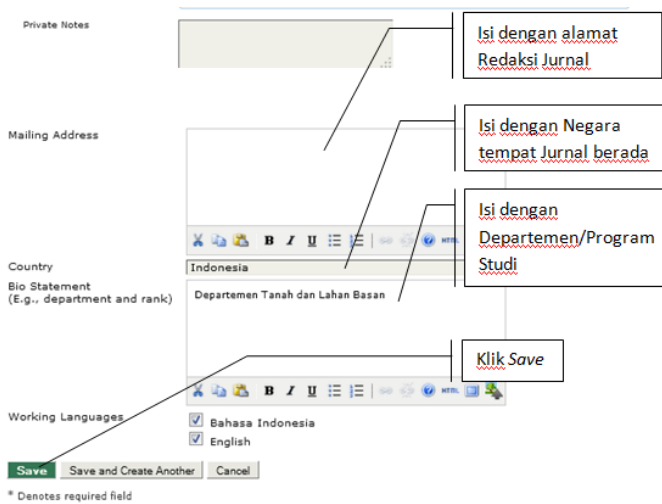 Private Notes
Isi dengan alamat
Redaksi Jurnal
Mailing Address
Isi dengan Negara
tempat Jurnal berada
Isi dengan
Departemen/Program
Studi
B I U HTML
Country
Indonesia
Bio Statement
(E.g., department and rank)
Departemen Tanah dan Lahan Basan
Klik Save
B I U HTML
Working Languages
Bahasa Indonesia
English
Save Save and Create Another Cancel
* Denotes required field